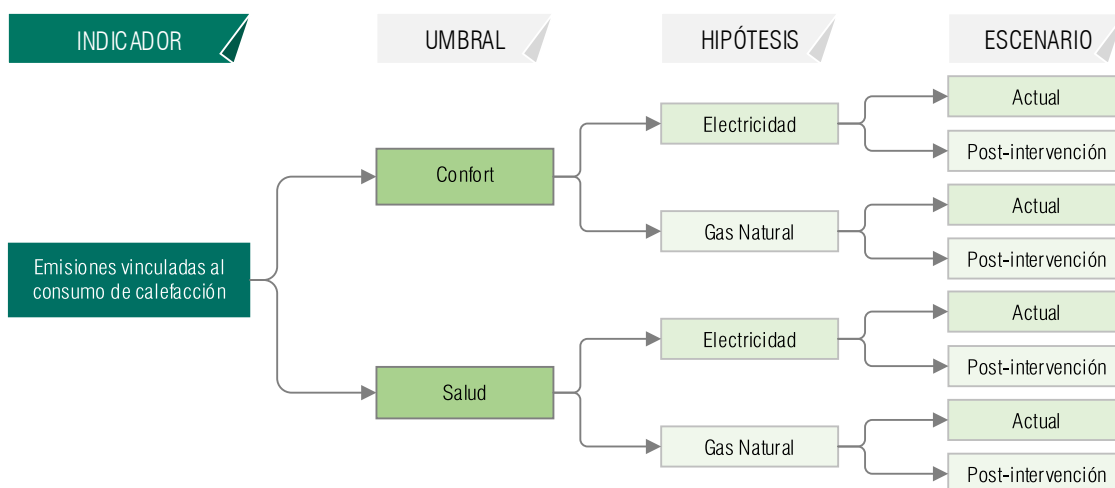 INDICADOR
UMBRAL
HIPÓTESIS
ESCENARIO
Emisiones vinculadas al
consumo de calefacción
Confort
Electricidad
Actual
Post-intervención
Gas Natural
Actual
Post-intervención
Salud
Electricidad
Actual
Post-intervención
Gas Natural
Actual
Post-intervención